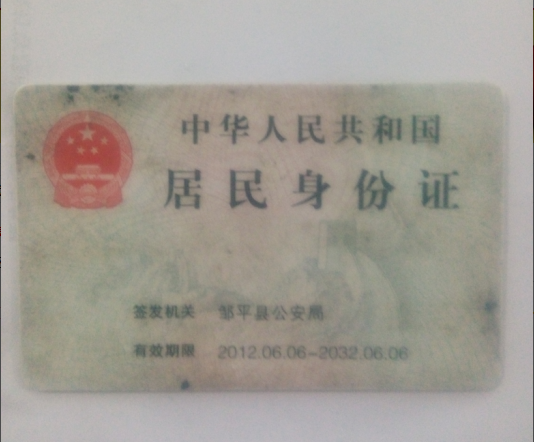 中华人民共和国
居民身份证
签发机关 邹平县公安局
有效期限 2012.06.06-2032.06.06